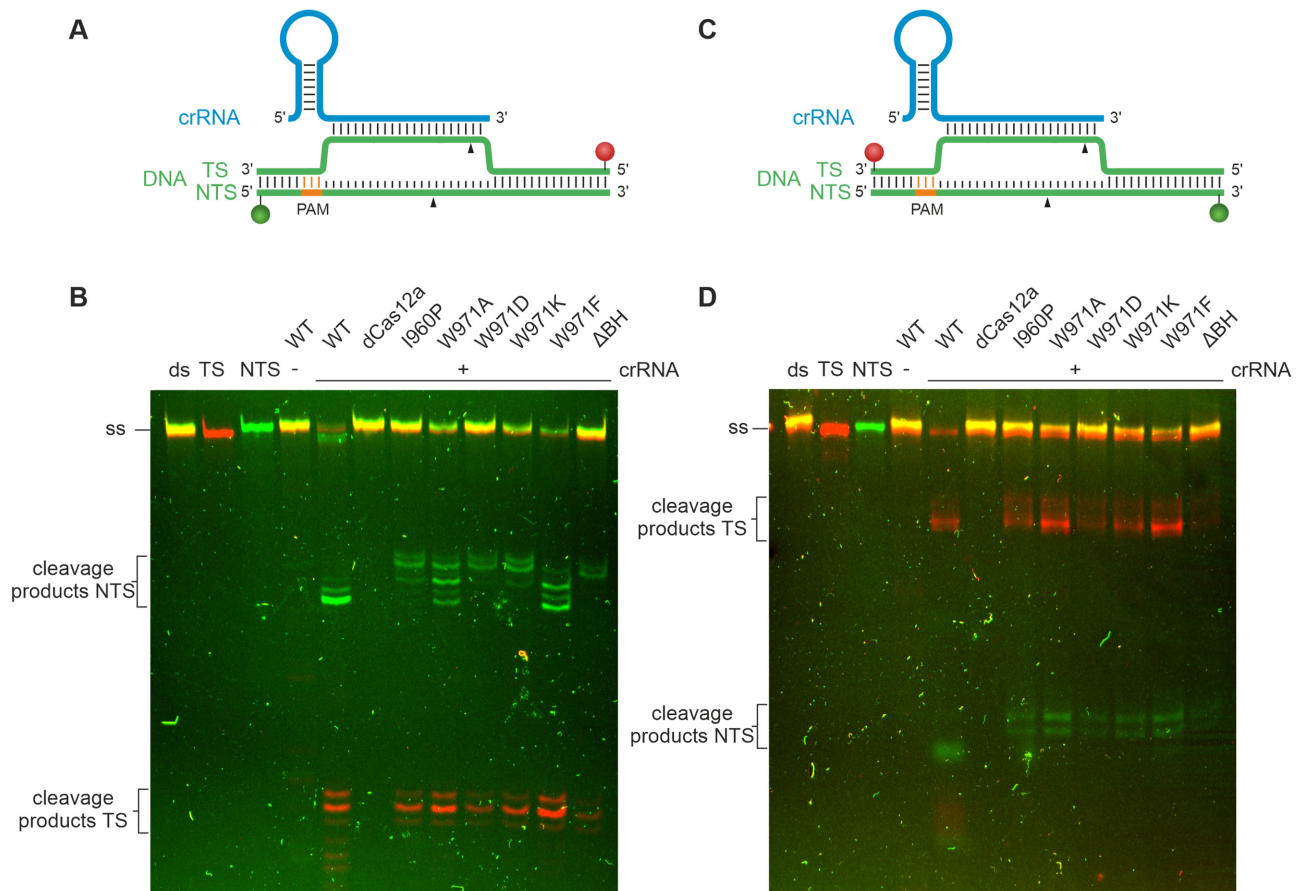 A
crRNA
5'
3'
DNA
TS
NTS
3'
5'
5'
3'
PAM
B
ds
TS
NTS
WT
WT
dCas12a
I960P
W971A
W971D
W971K
W971F
ΔBH
-
+
crRNA
ss
cleavage
products NTS
cleavage
products TS
C
crRNA
5'
3'
DNA
TS
NTS
3'
5'
5'
3'
PAM
D
ds
TS
NTS
WT
WT
dCas12a
I960P
W971A
W971D
W971K
W971F
ΔBH
-
+
crRNA
ss
cleavage
products TS
cleavage
products NTS